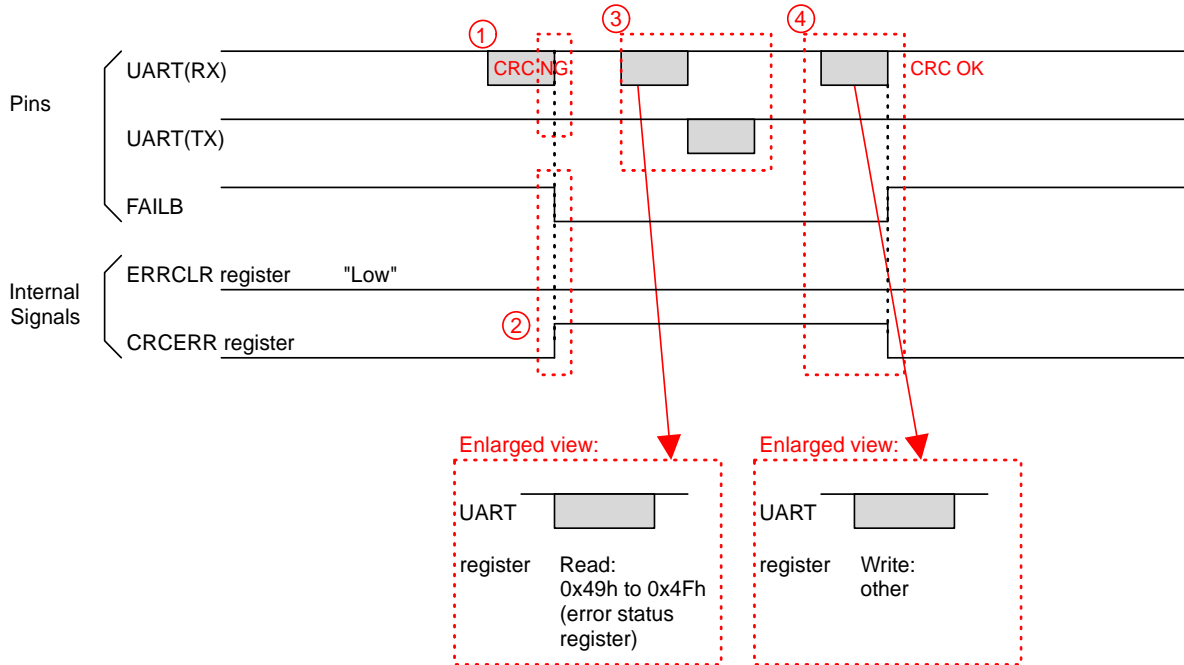 ① ③ ④
UART(RX) CRC NG CRC OK
Pins
UART(TX)
FAILB
ERRCLR register "Low"
Internal
Signals
②
CRCERR register
Enlarged view: Enlarged view:
UART UART
register Read: register Write:
0x49h to 0x4Fh other
(error status
register)